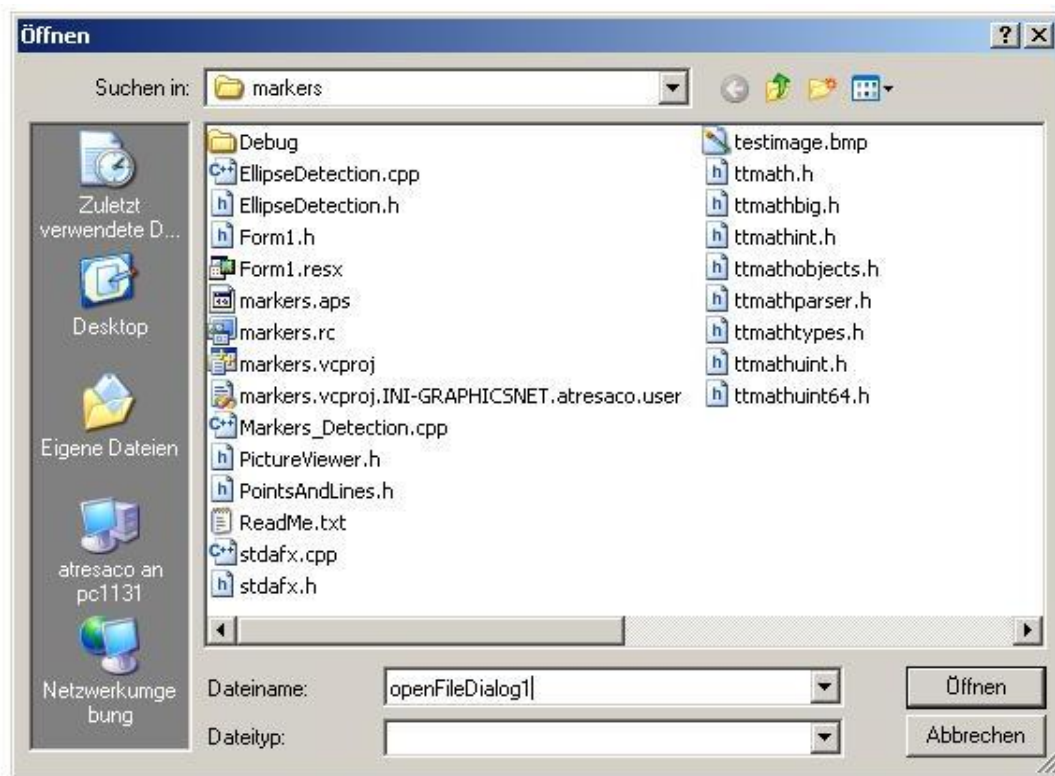 Öffnen
Suchen in:
markers
Zuletzt
verwendete D...
Desktop
Eigene Dateien
atresaco an
pc1131
Netzwerkumge
bung
Debug
EllipseDetection.cpp
EllipseDetection.h
Form1.h
Form1.resx
markers.aps
markers.rc
markers.vcproj
markers.vcproj.INI-GRAPHICSNET.atresaco.user
Markers_Detection.cpp
PictureViewer.h
PointsAndLines.h
ReadMe.txt
stdafx.cpp
stdafx.h
testimage.bmp
ttmath.h
ttmathbig.h
ttmathint.h
ttmathobjects.h
ttmathparser.h
ttmathtypes.h
ttmathuint.h
ttmathuint64.h
Dateiname:
openFileDialog1
Öffnen
Dateityp:
Abbrechen